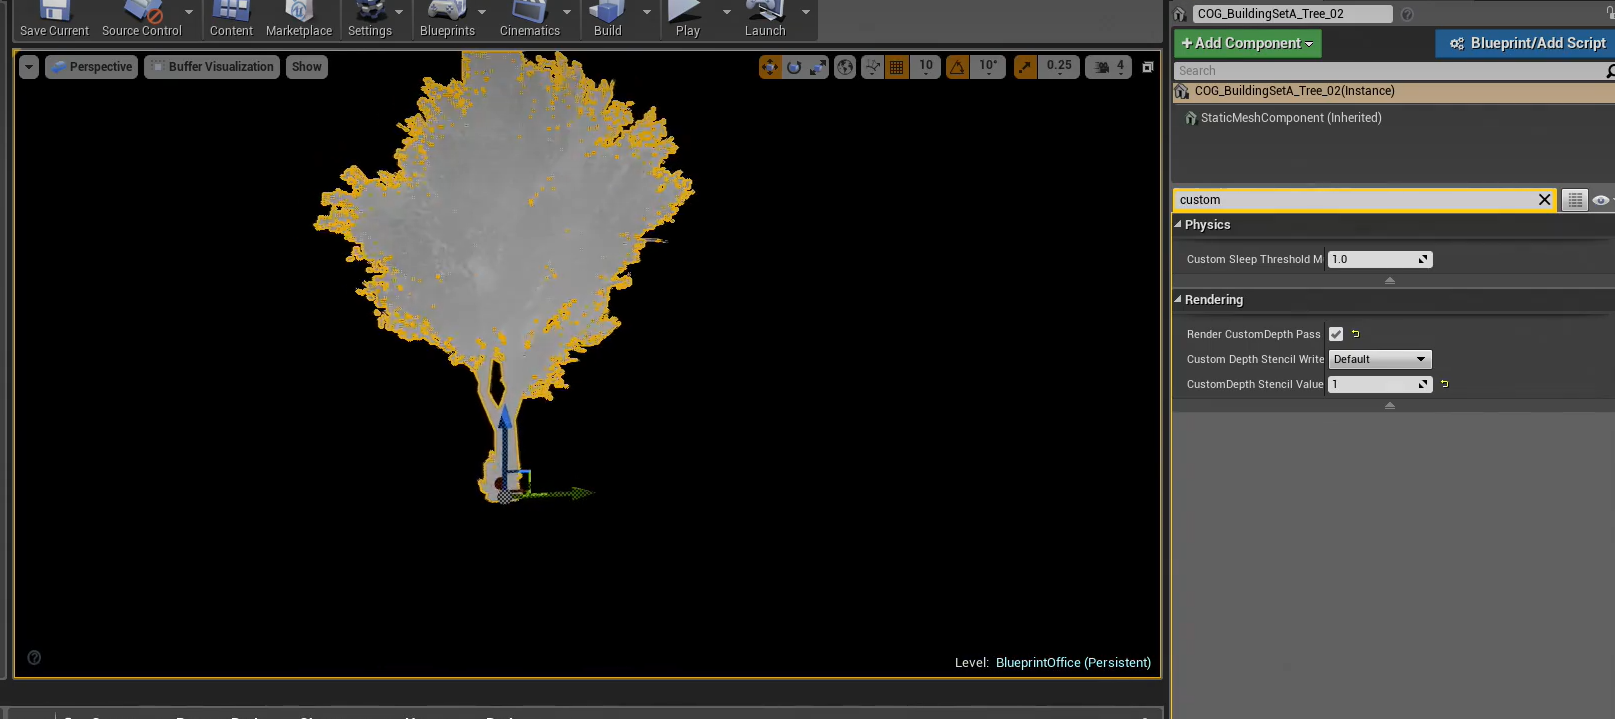 Save Current Source Control Content Marketplace Settings Blueprints Cinematics Build Play Launch
Perspective Buffer Visualization Show 10 10° 0.25 4
Level: BlueprintOffice (Persistent)
COG_BuildingSetA_Tree_02
+Add Component Blueprint/Add Script
Search
COG_BuildingSetA_Tree_02(Instance)
StaticMeshComponent (Inherited)
custom
Physics
Custom Sleep Threshold M 1.0
Rendering
Render CustomDepth Pass
Custom Depth Stencil Write Default
CustomDepth Stencil Value 1